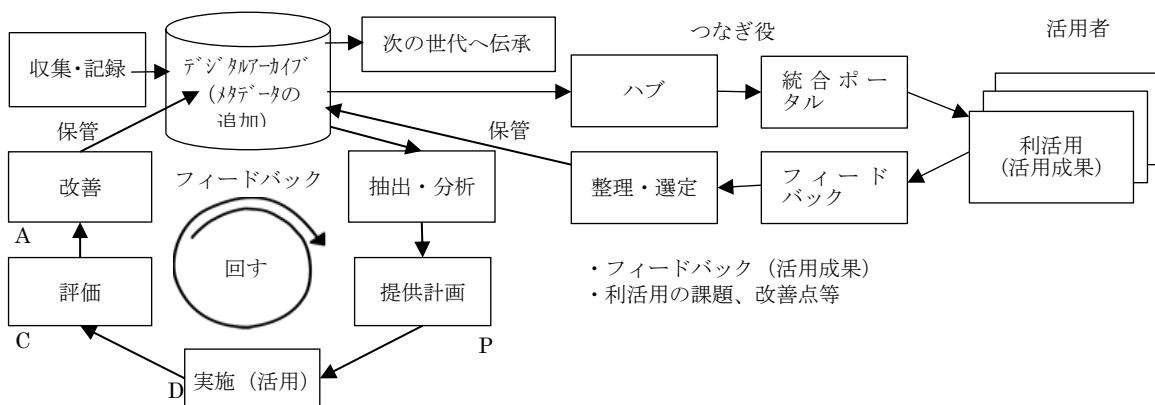 つなぎ役
活用者
収集・記録
ﾃﾞｼﾞﾀﾙｱｰｶｲﾌﾞ
(ﾒﾀﾃﾞｰﾀの
追加)
次の世代へ伝承
ハブ
統合ポー
タル
保管
保管
利活用
(活用成果)
改善
フィードバック
抽出・分析
整理・選定
フィード
バック
A
回す
評価
提供計画
・フィードバック（活用成果）
・利活用の課題、改善点等
C
P
D
実施（活用）